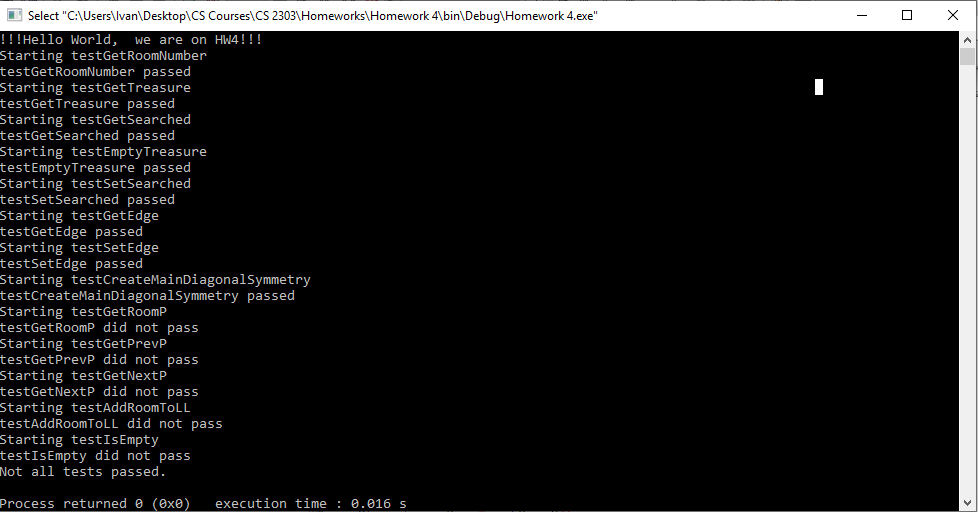 Select "C:\Users\Ivan\Desktop\CS Courses\CS 2303\Homeworks\Homework 4\bin\Debug\Homework 4.exe"
!!!Hello World,  we are on HW4!!!
Starting testGetRoomNumber
testGetRoomNumber passed
Starting testGetTreasure
testGetTreasure passed
Starting testGetSearched
testGetSearched passed
Starting testEmptyTreasure
testEmptyTreasure passed
Starting testSetSearched
testSetSearched passed
Starting testGetEdge
testGetEdge passed
Starting testSetEdge
testSetEdge passed
Starting testCreateMainDiagonalSymmetry
testCreateMainDiagonalSymmetry passed
Starting testGetRoomP
testGetRoomP did not pass
Starting testGetPrevP
testGetPrevP did not pass
Starting testGetNextP
testGetNextP did not pass
Starting testAddRoomToLL
testAddRoomToLL did not pass
Starting testIsEmpty
testIsEmpty did not pass
Not all tests passed.
Process returned 0 (0x0)   execution time : 0.016 s